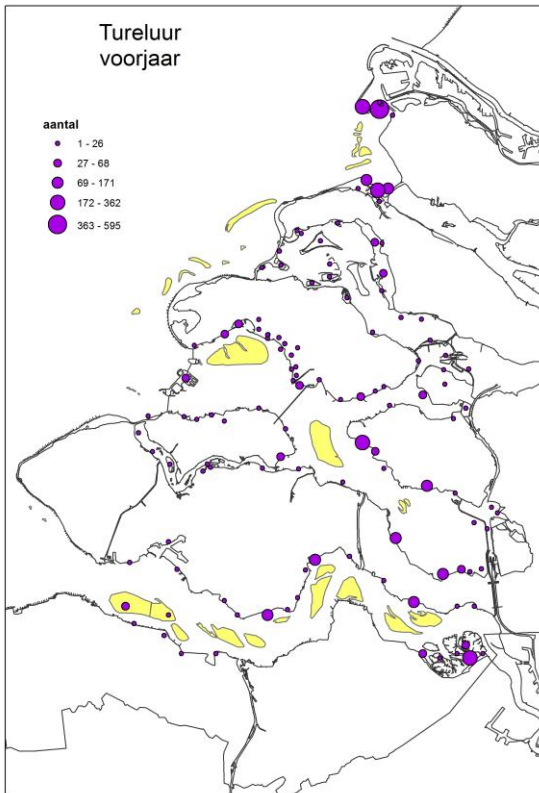 Tureluur
voorjaar
aantal
1 - 26
27 - 68
69 - 171
172 - 362
363 - 595